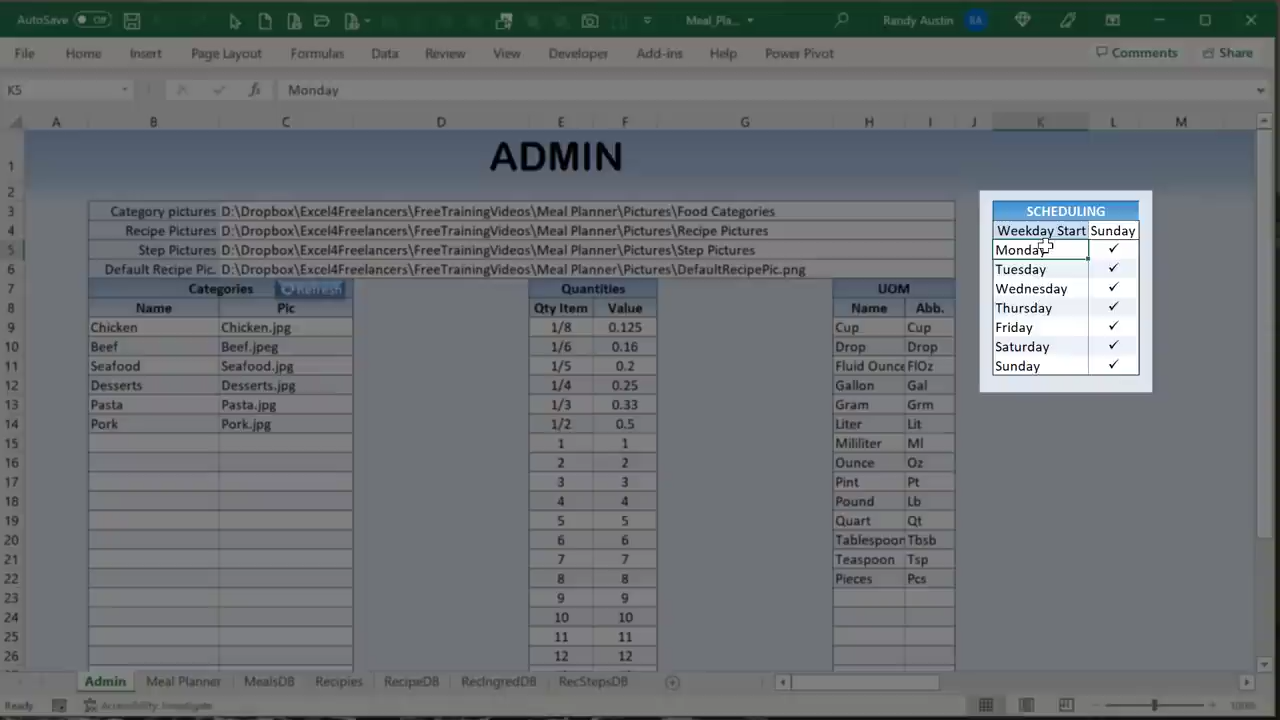 AutoSave Off Meal_Pla... Randy Austin RA
File Home Insert Page Layout Formulas Data Review View Developer Add-ins Help Power Pivot Comments Share
K5 fx Monday
A B C D E F G H I J K L M
1 ADMIN
2
3 Category pictures D:\Dropbox\Excel4Freelancers\FreeTrainingVideos\Meal Planner\Pictures\Food Categories SCHEDULING
4 Recipe Pictures D:\Dropbox\Excel4Freelancers\FreeTrainingVideos\Meal Planner\Pictures\Recipe Pictures Weekday Start Sunday
5 Step Pictures D:\Dropbox\Excel4Freelancers\FreeTrainingVideos\Meal Planner\Pictures\Step Pictures Monday ✓
6 Default Recipe Pic. D:\Dropbox\Excel4Freelancers\FreeTrainingVideos\Meal Planner\Pictures\DefaultRecipePic.png Tuesday ✓
7 Categories Refresh Quantities UOM Wednesday ✓
8 Name Pic Qty Item Value Name Abb. Thursday ✓
9 Chicken Chicken.jpg 1/8 0.125 Cup Cup Friday ✓
10 Beef Beef.jpeg 1/6 0.16 Drop Drop Saturday ✓
11 Seafood Seafood.jpg 1/5 0.2 Fluid Ounce FlOz Sunday ✓
12 Desserts Desserts.jpg 1/4 0.25 Gallon Gal
13 Pasta Pasta.jpg 1/3 0.33 Gram Grm
14 Pork Pork.jpg 1/2 0.5 Liter Lit
15 1 1 Mililiter Ml
16 2 2 Ounce Oz
17 3 3 Pint Pt
18 4 4 Pound Lb
19 5 5 Quart Qt
20 6 6 Tablespoon Tbsb
21 7 7 Teaspoon Tsp
22 8 8 Pieces Pcs
23 9 9
24 10 10
25 11 11
26 12 12
Admin Meal Planner MealsDB Recipies RecipeDB RecIngredDB RecStepsDB
Ready Accessibility: Investigate 100%